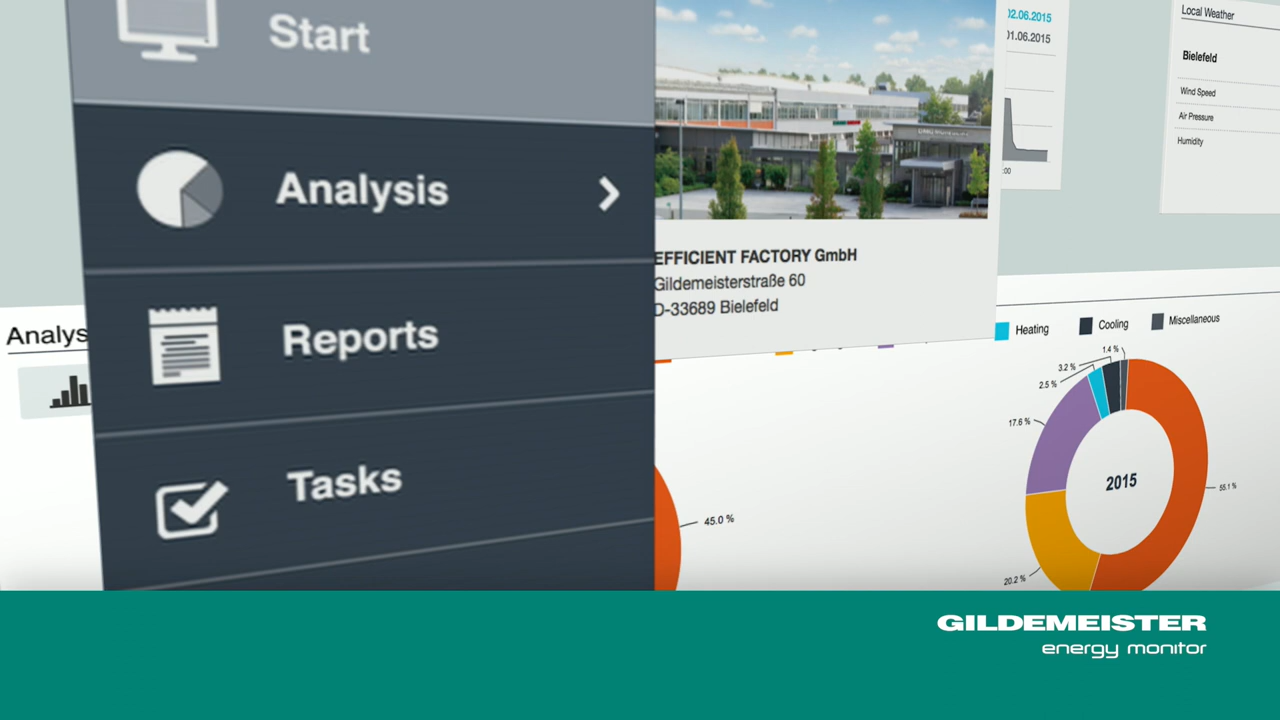 Start
Analysis
Reports
Tasks
Analys
EFFICIENT FACTORY GmbH
Gildemeisterstraße 60
D-33689 Bielefeld
45.0 %
02.06.2015
01.06.2015
:00
Local Weather
Bielefeld
Wind Speed
Air Pressure
Humidity
Heating
Cooling
Miscellaneous
1.4 %
3.2 %
2.5 %
17.6 %
2015
55.1 %
20.2 %
GILDEMEISTER
energy monitor